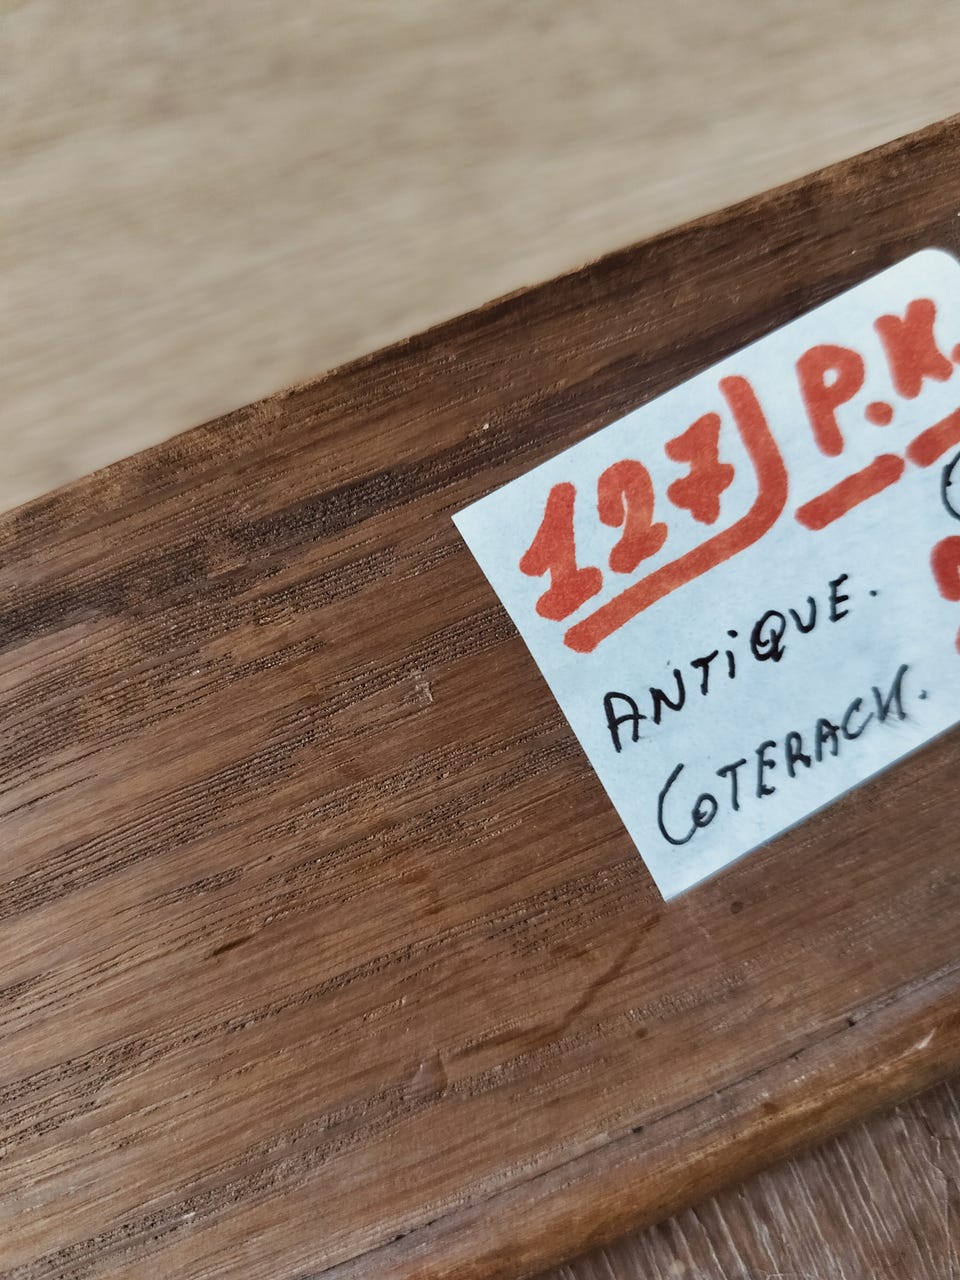 127) P.K.
ANTIQUE.
COTERACK.